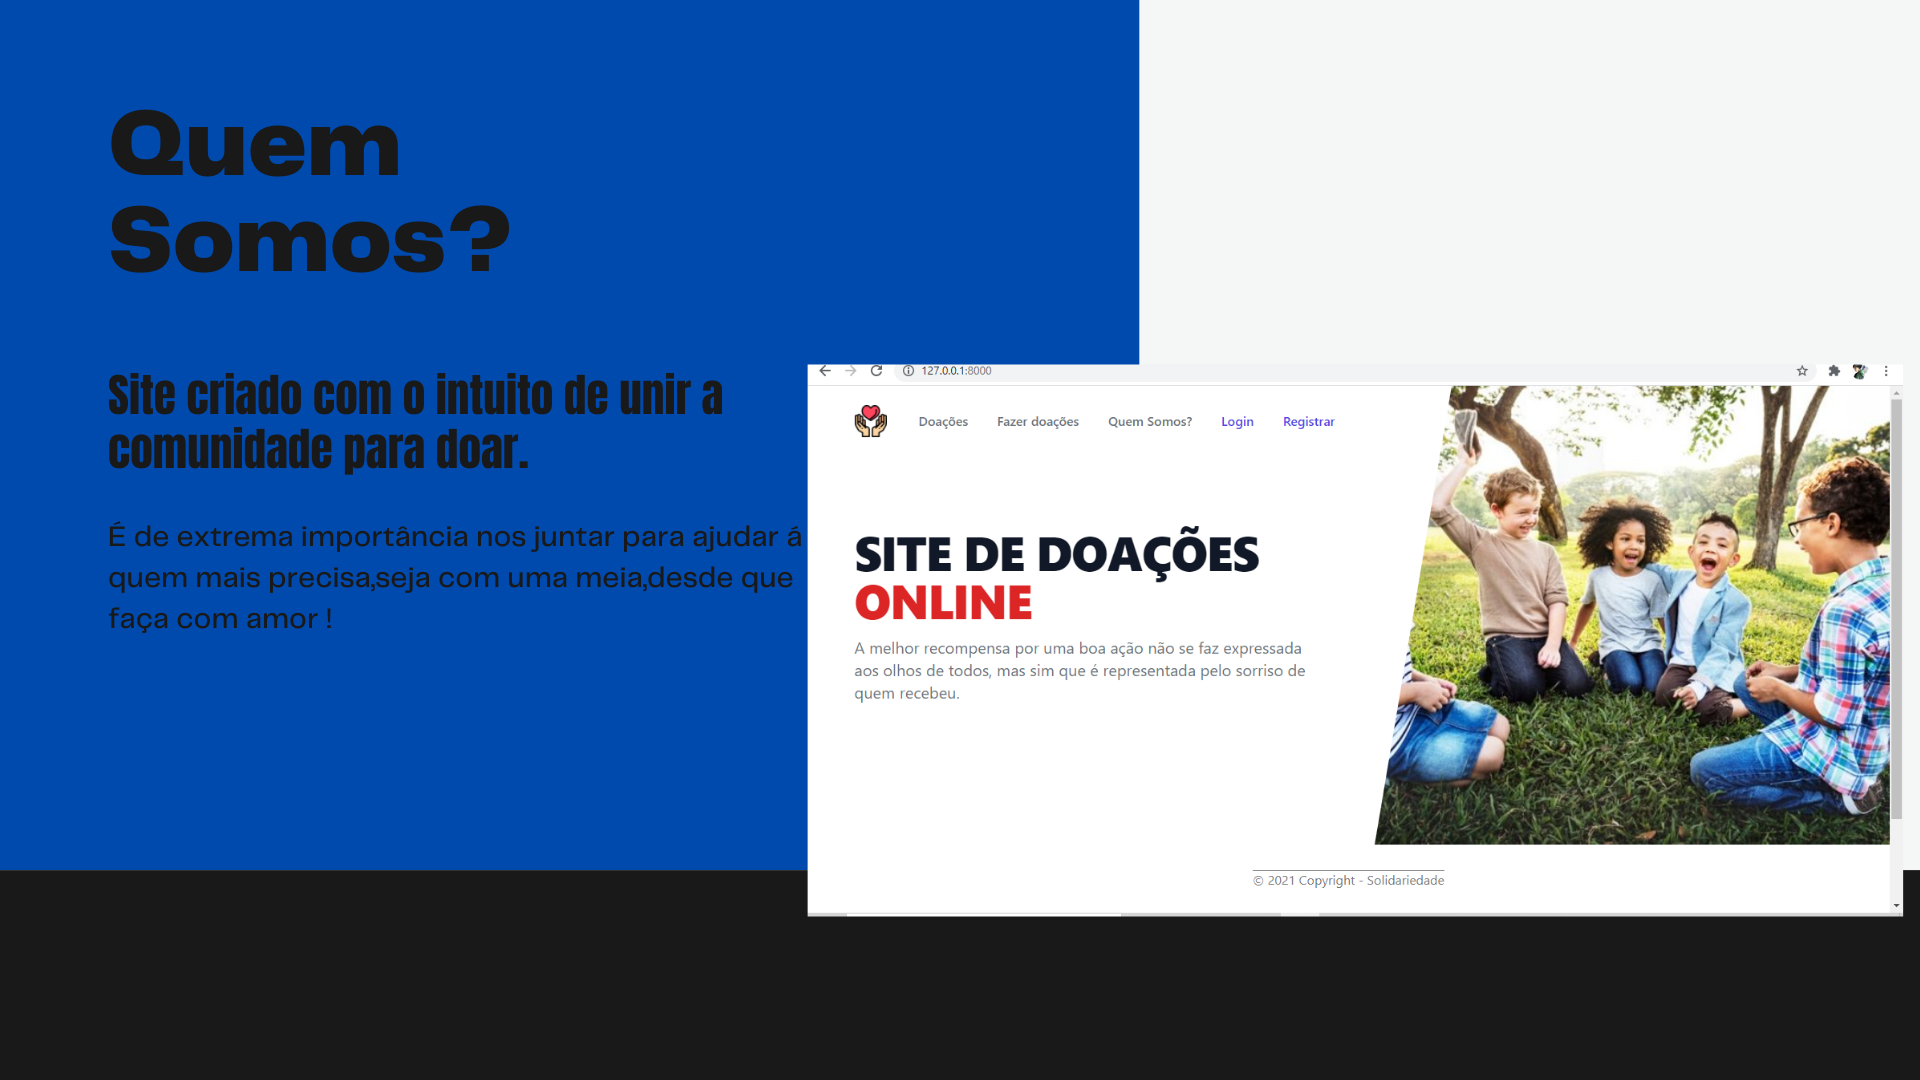 Quem
Somos?
Site criado com o intuito de unir a
comunidade para doar.
É de extrema importância nos juntar para ajudar á
quem mais precisa,seja com uma meia,desde que
faça com amor !
127.0.0.1:8000
Doações Fazer doações Quem Somos? Login Registrar
SITE DE DOAÇÕES
ONLINE
A melhor recompensa por uma boa ação não se faz expressada
aos olhos de todos, mas sim que é representada pelo sorriso de
quem recebeu.
© 2021 Copyright - Solidariedade